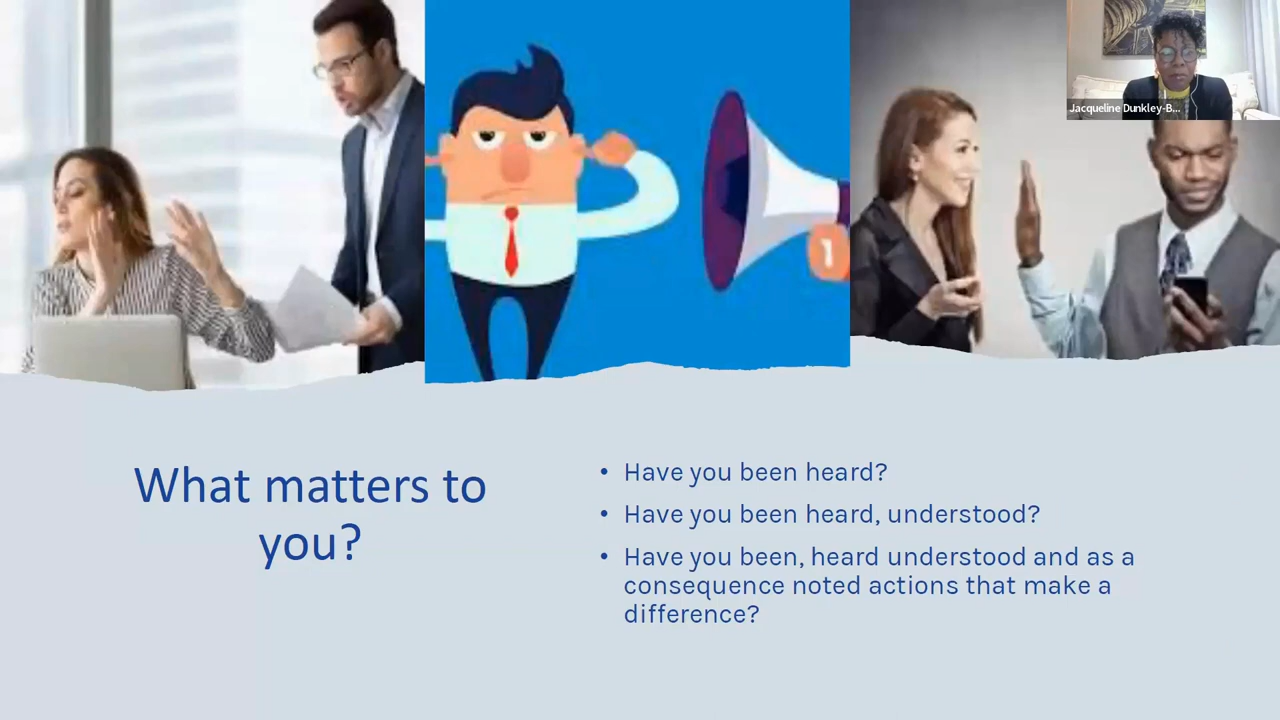 Jacqueline Dunkley-B...
What matters to
you?
• Have you been heard?
• Have you been heard, understood?
• Have you been, heard understood and as a
consequence noted actions that make a
difference?